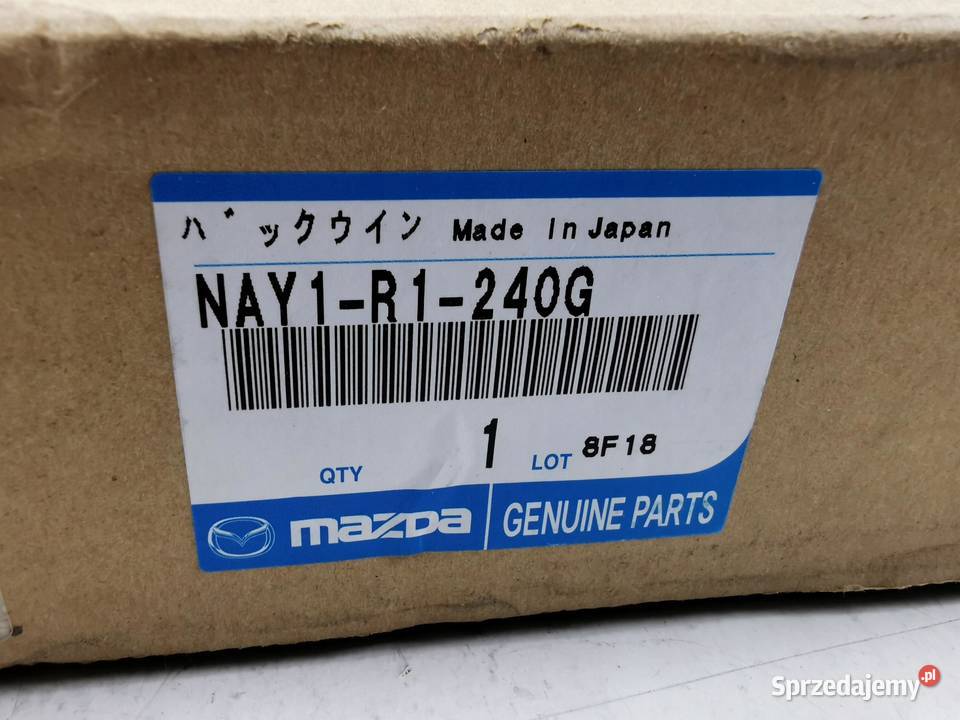 バックウイン Made In Japan
NAY1-R1-240G
1
QTY
LOT 8F18
mazda GENUINE PARTS
Sprzedajemy.pl